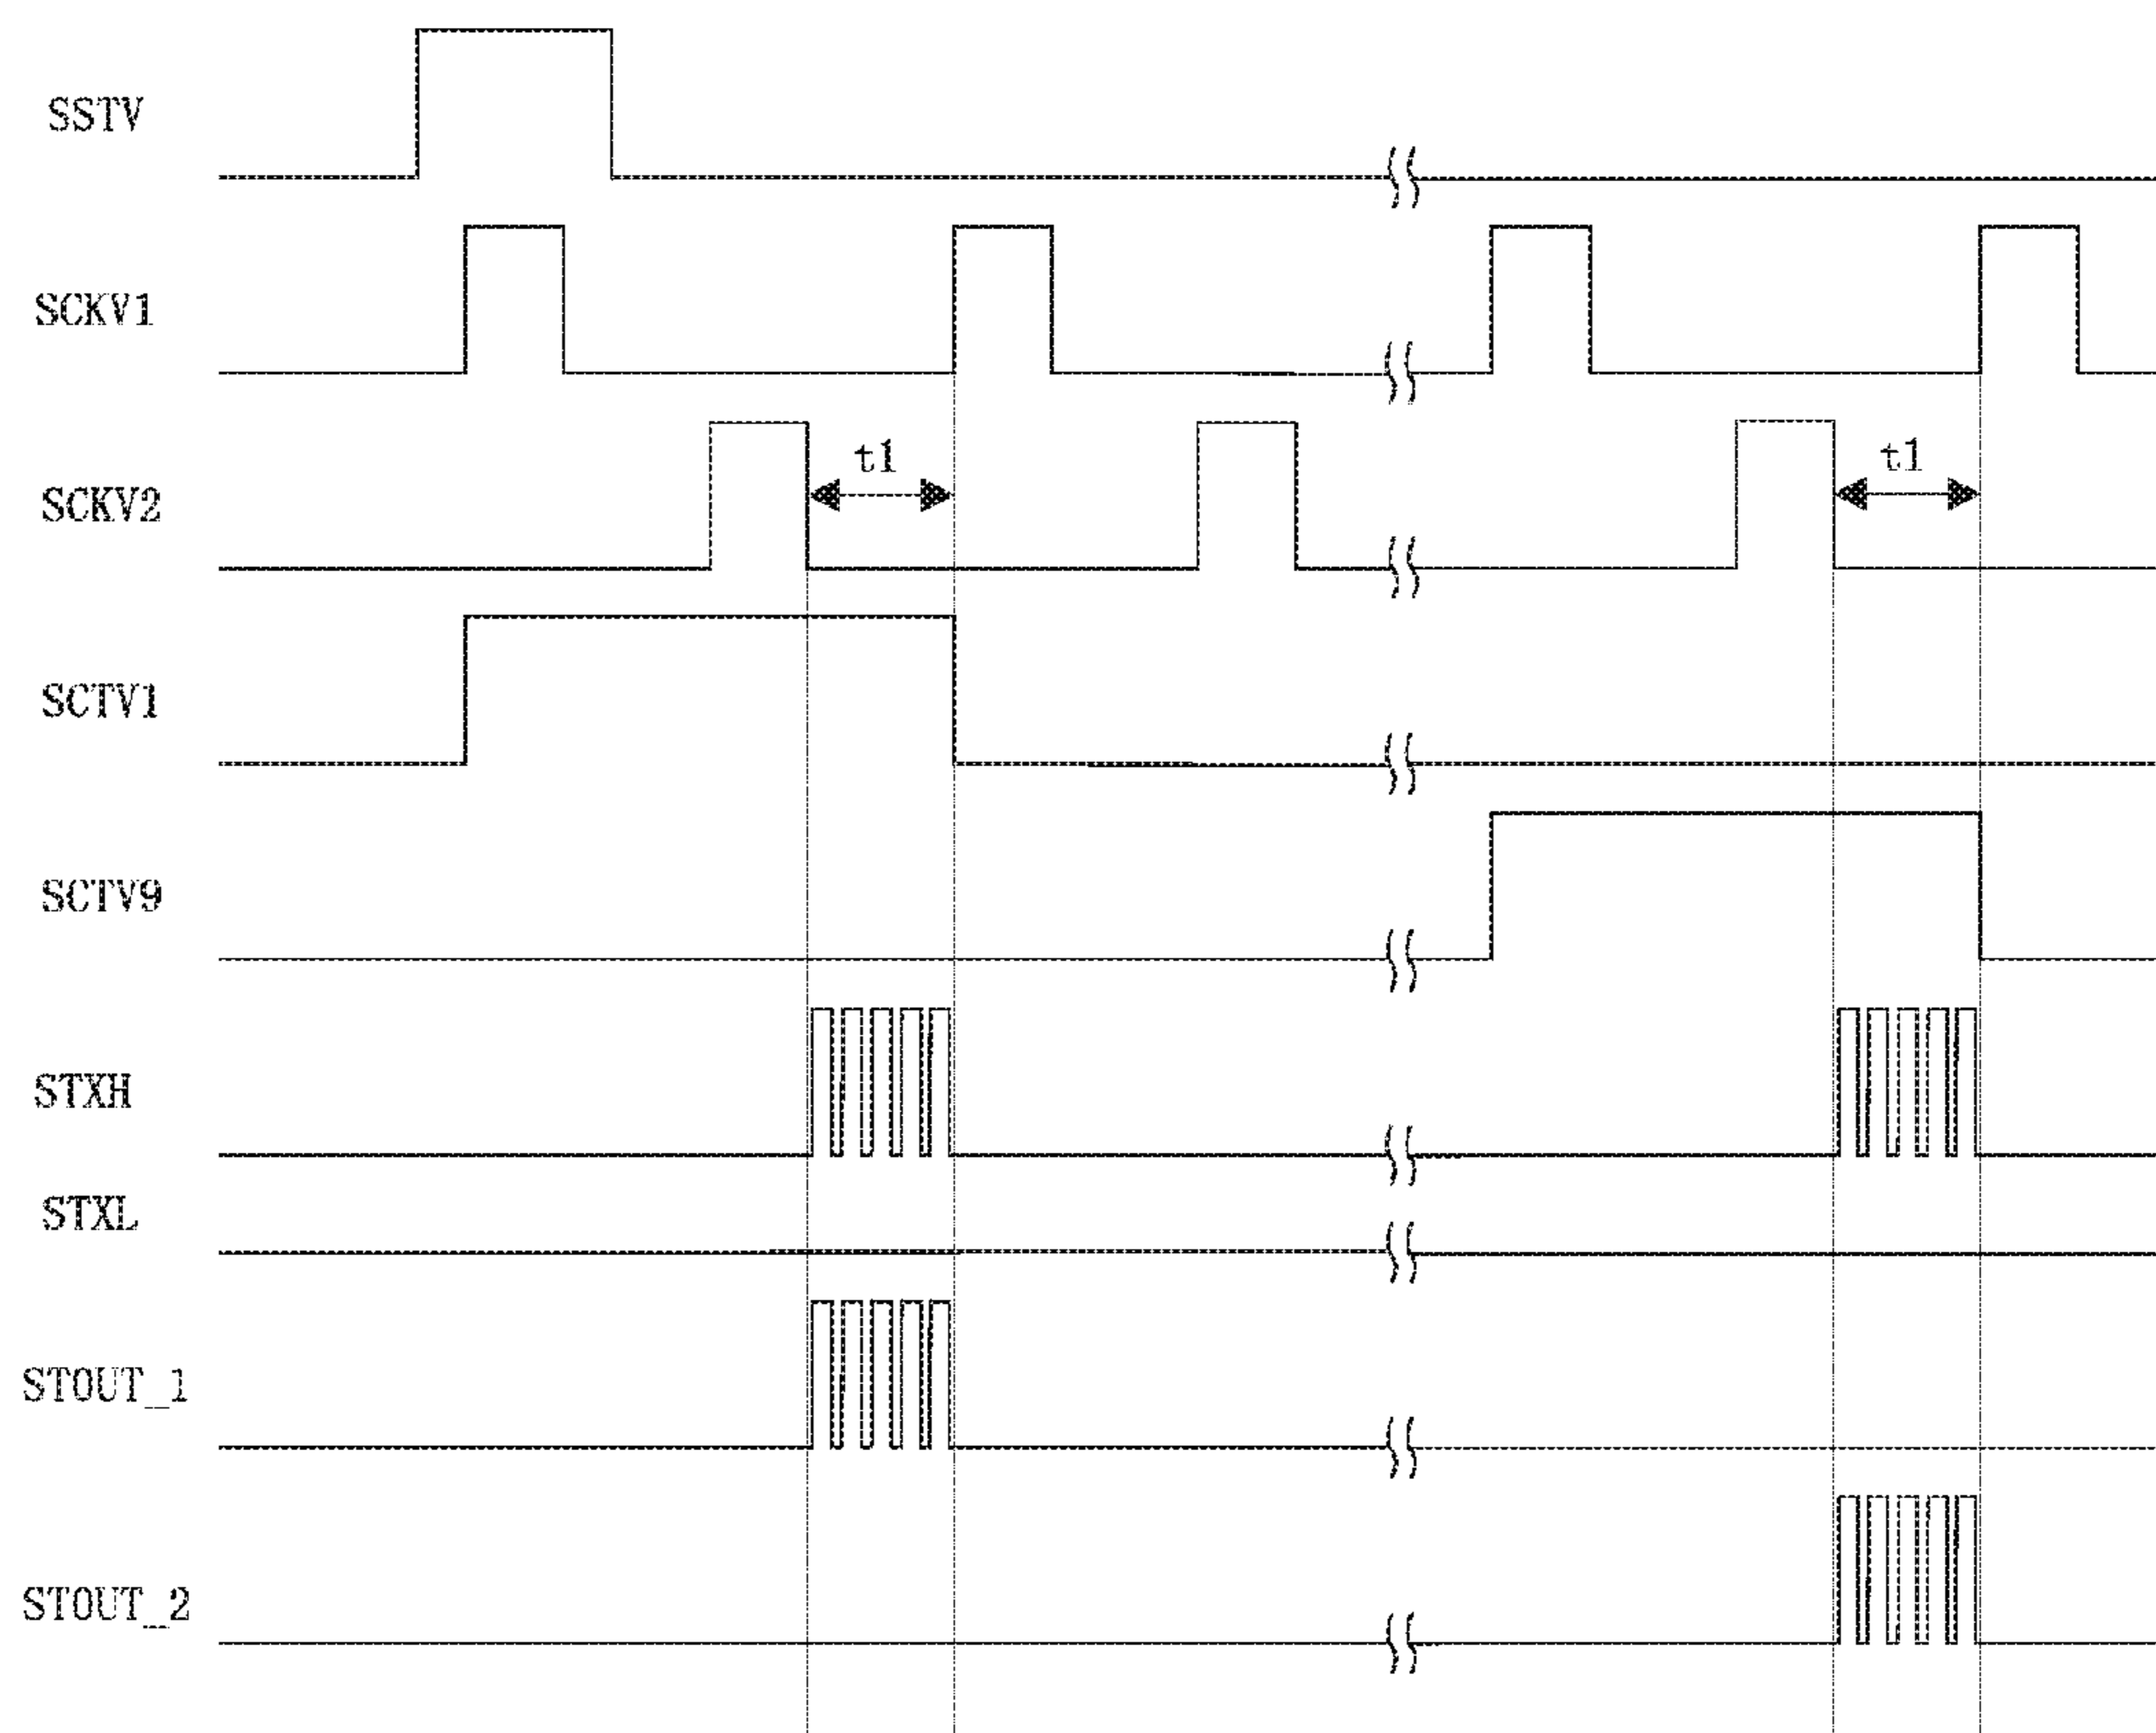 SSTV
SCKV1
t1
t1
SCKV2
SCTV1
SCTV9
STXH
STXL
STOUT_1
STOUT_2